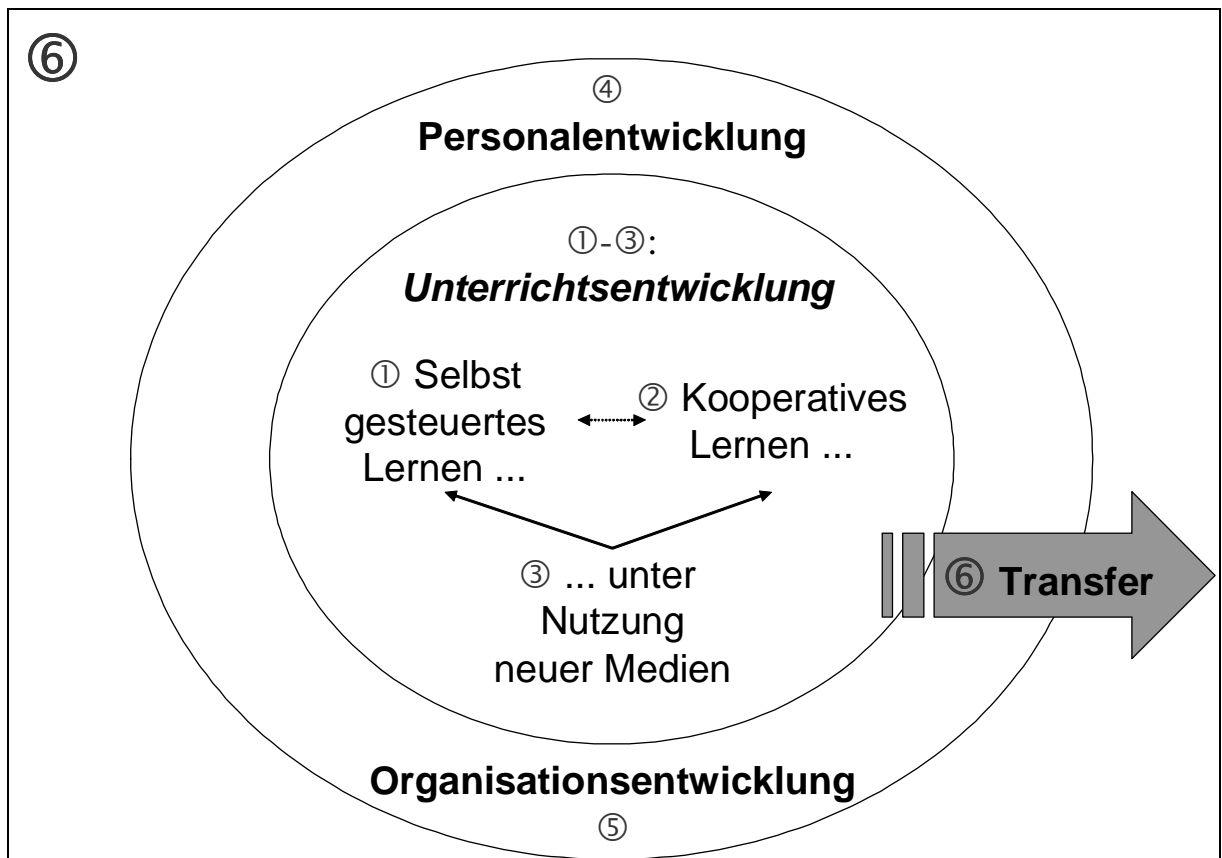 ⑥
④
Personalentwicklung
①-③:
Unterrichtsentwicklung
① Selbst
gesteuertes
Lernen ...
② Kooperatives
Lernen ...
③ ... unter
Nutzung
neuer Medien
⑥ Transfer
Organisationsentwicklung
⑤